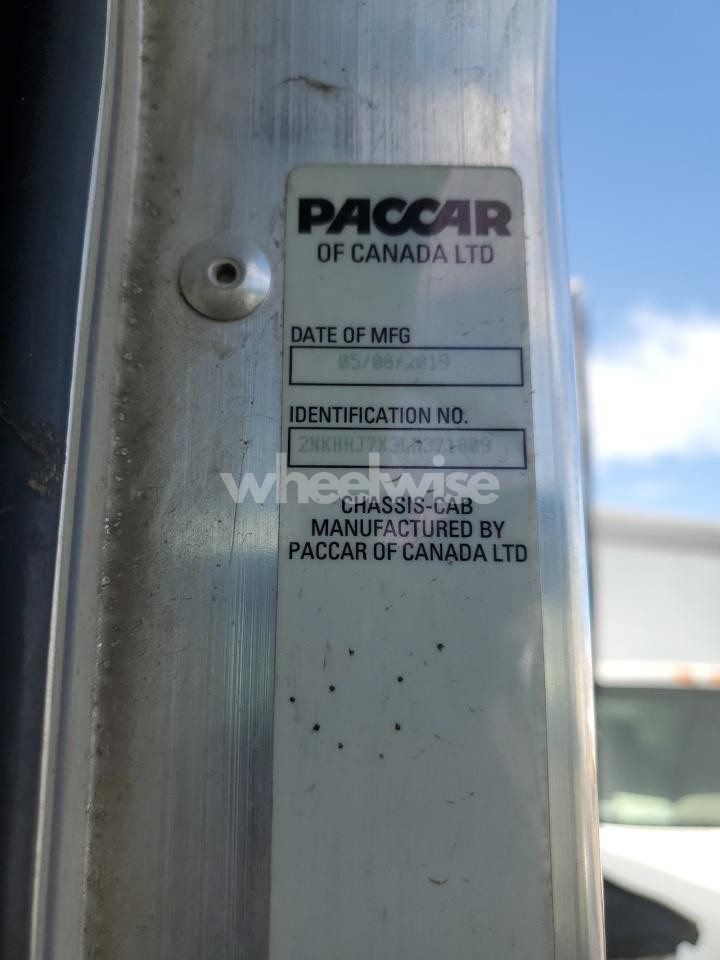 PACCAR
OF CANADA LTD
DATE OF MFG
05/08/2019
IDENTIFICATION NO.
2NKHHJ7X3LM371809
wheelwise
CHASSIS-CAB
MANUFACTURED BY
PACCAR OF CANADA LTD